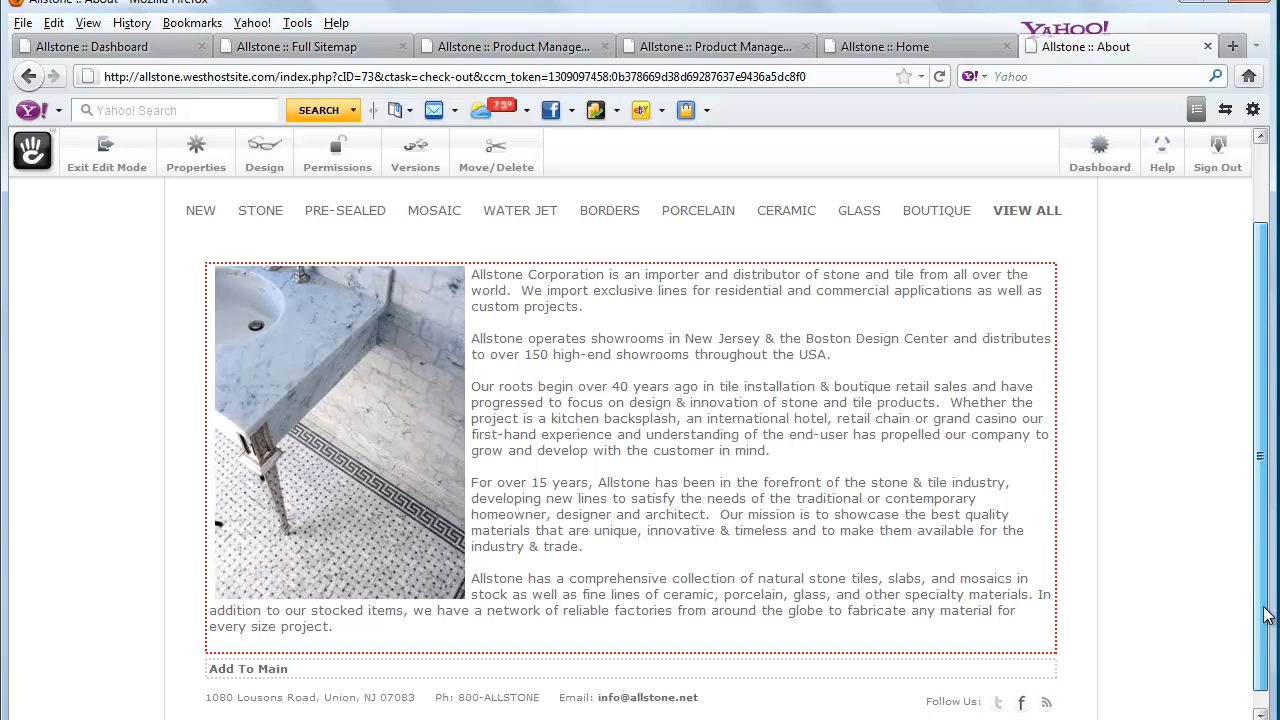 Allstone :: About - Mozilla Firefox
File Edit View History Bookmarks Yahoo! Tools Help
YAHOO!
Allstone :: Dashboard × Allstone :: Full Site × Allstone :: Product Manage... × Allstone :: Product Manage... × Allstone :: Home × Allstone :: About ×
http://allstone.westhostsite.com/index.php?cID=73&ctask=check-out&ccm_token=1309097458:0b378669d38d69287637e9436a5dc8f0 Yahoo
Y! Yahoo! Search SEARCH 75° ebY
Exit Edit Mode Properties Design Permissions Versions Move/Delete Dashboard Help Sign Out
NEW STONE PRE-SEALED MOSAIC WATER JET BORDERS PORCELAIN CERAMIC GLASS BOUTIQUE VIEW ALL
Allstone Corporation is an importer and distributor of stone and tile from all over the
world. We import exclusive lines for residential and commercial applications as well as
custom projects.
Allstone operates showrooms in New Jersey & the Boston Design Center and distributes
to over 150 high-end showrooms throughout the USA.
Our roots begin over 40 years ago in tile installation & boutique retail sales and have
progressed to focus on design & innovation of stone and tile products. Whether the
project is a kitchen backsplash, an international hotel, retail chain or grand casino our
first-hand experience and understanding of the end-user has propelled our company to
grow and develop with the customer in mind.
For over 15 years, Allstone has been in the forefront of the stone & tile industry,
developing new lines to satisfy the needs of the traditional or contemporary
homeowner, designer and architect. Our mission is to showcase the best quality
materials that are unique, innovative & timeless and to make them available for the
industry & trade.
Allstone has a comprehensive collection of natural stone tiles, slabs, and mosaics in
stock as well as fine lines of ceramic, porcelain, glass, and other specialty materials. In
addition to our stocked items, we have a network of reliable factories from around the globe to fabricate any material for
every size project.
Add To Main
1080 Lousons Road, Union, NJ 07083 Ph: 800-ALLSTONE Email: info@allstone.net Follow Us: